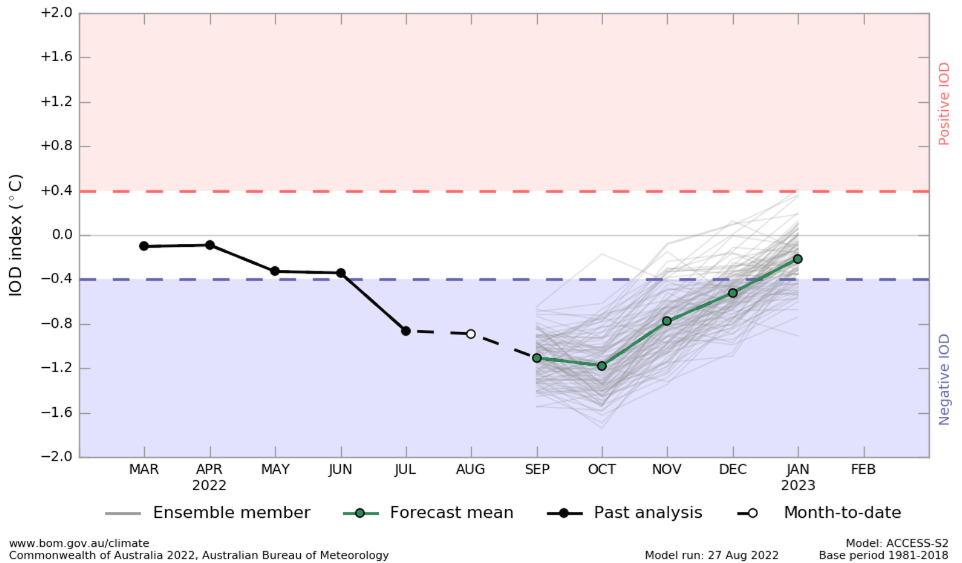 +2.0
+1.6
+1.2
+0.8
+0.4
0.0
−0.4
−0.8
−1.2
−1.6
−2.0
IOD index (°C)
Positive IOD
Negative IOD
MAR APR MAY JUN JUL AUG SEP OCT NOV DEC JAN FEB
2022 2023
Ensemble member Forecast mean Past analysis Month-to-date
www.bom.gov.au/climate Model: ACCESS-S2
Commonwealth of Australia 2022, Australian Bureau of Meteorology Model run: 27 Aug 2022 Base period 1981-2018